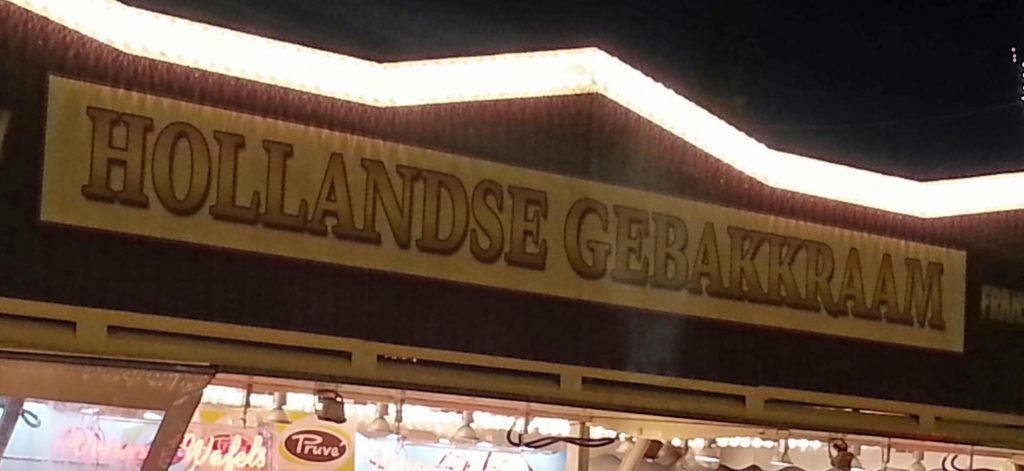 HOLLANDSE GEBAKKRAAM
Wafels
Pruvé